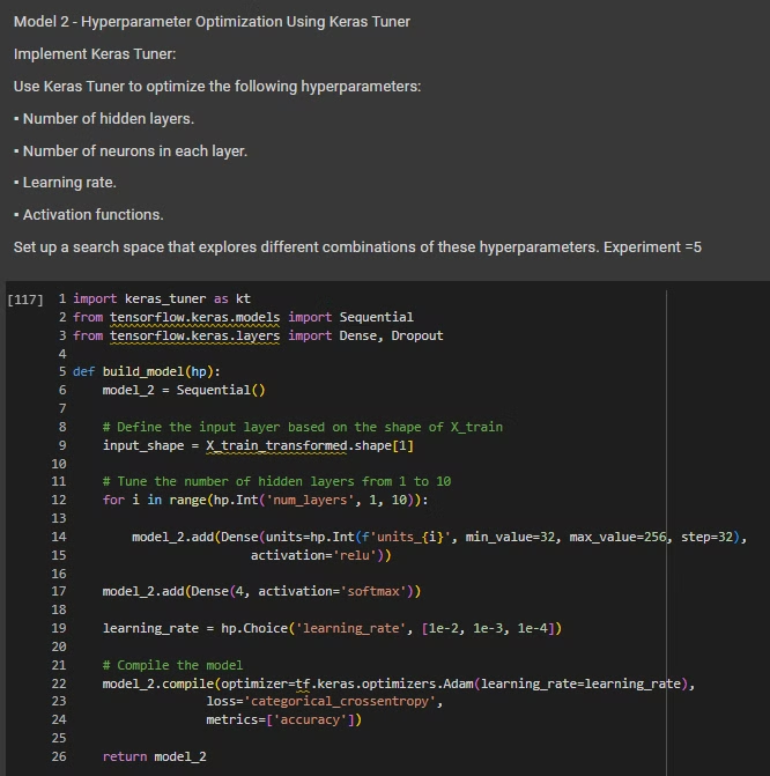 Model 2 - Hyperparameter Optimization Using Keras Tuner
Implement Keras Tuner:
Use Keras Tuner to optimize the following hyperparameters:
▪ Number of hidden layers.
▪ Number of neurons in each layer.
▪ Learning rate.
▪ Activation functions.
Set up a search space that explores different combinations of these hyperparameters. Experiment =5
[117] 1 import keras_tuner as kt
2 from tensorflow.keras.models import Sequential
3 from tensorflow.keras.layers import Dense, Dropout
4
5 def build_model(hp):
6     model_2 = Sequential()
7
8     # Define the input layer based on the shape of X_train
9     input_shape = X_train_transformed.shape[1]
10
11     # Tune the number of hidden layers from 1 to 10
12     for i in range(hp.Int('num_layers', 1, 10)):
13
14         model_2.add(Dense(units=hp.Int(f'units_{i}', min_value=32, max_value=256, step=32),
15                         activation='relu'))
16
17     model_2.add(Dense(4, activation='softmax'))
18
19     learning_rate = hp.Choice('learning_rate', [1e-2, 1e-3, 1e-4])
20
21     # Compile the model
22     model_2.compile(optimizer=tf.keras.optimizers.Adam(learning_rate=learning_rate),
23                   loss='categorical_crossentropy',
24                   metrics=['accuracy'])
25
26     return model_2